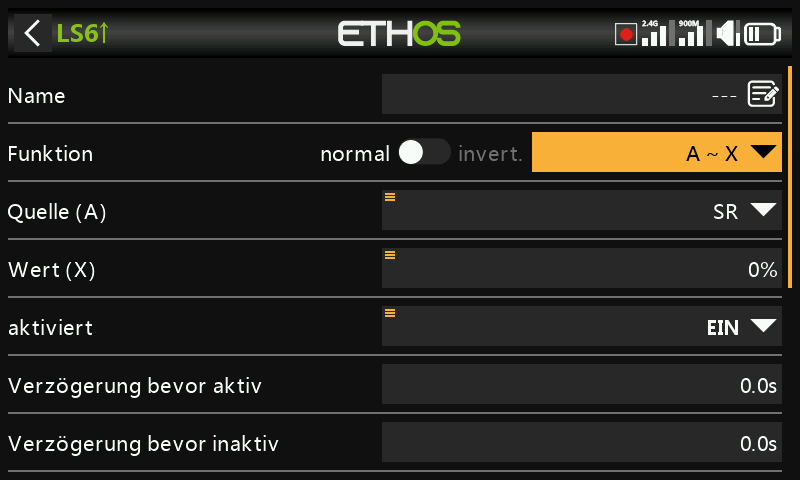 LS6↑ ETHOS 2.4G 900M
Name ---
Funktion normal invert. A ~ X
Quelle (A) SR
Wert (X) 0%
aktiviert EIN
Verzögerung bevor aktiv 0.0s
Verzögerung bevor inaktiv 0.0s